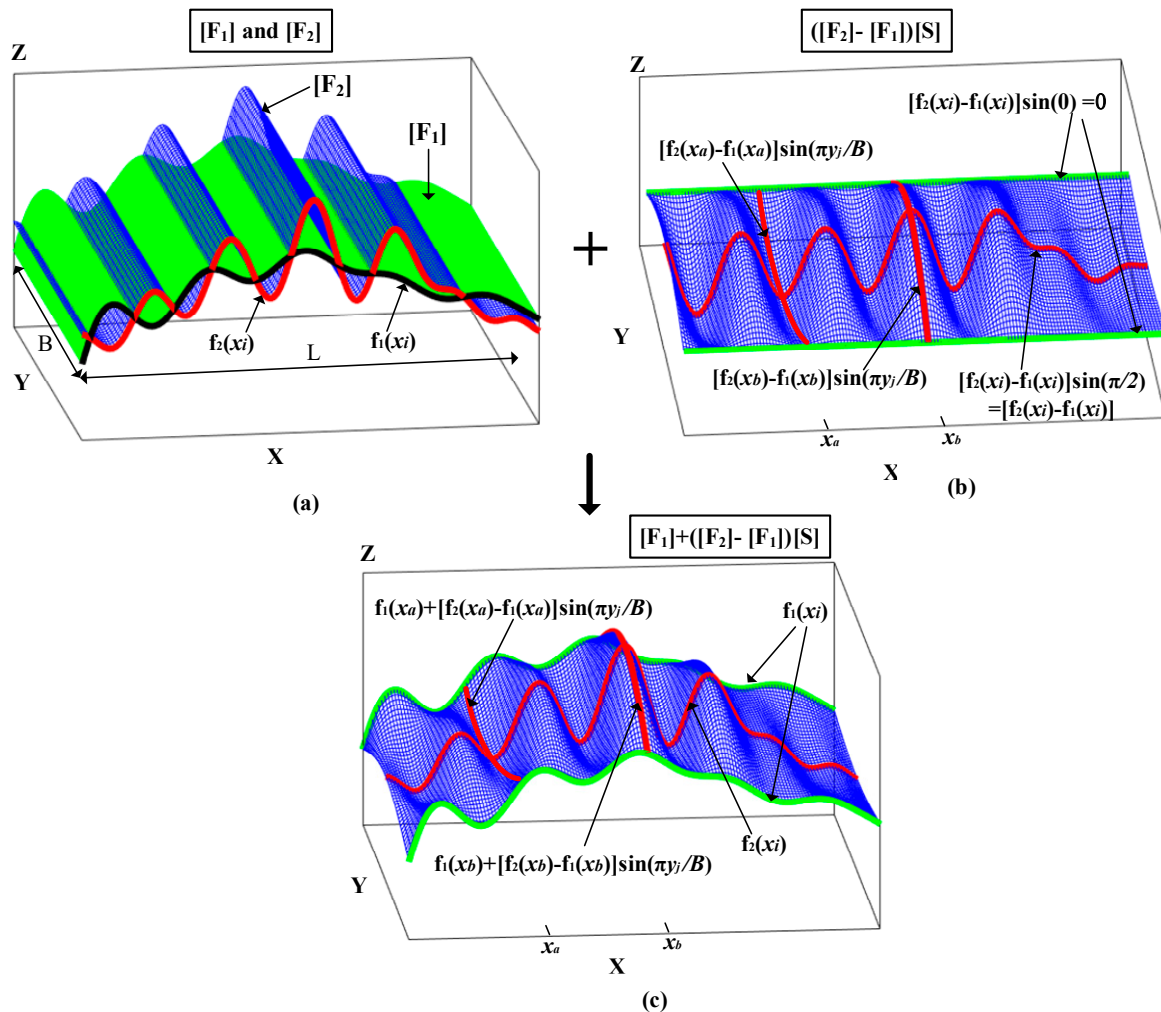 [F₁] and [F₂]
(a)
Z
[F₂]
[F₁]
f₂(xi)
f₁(xi)
B
L
Y
X
+
([F₂]- [F₁])[S]
Z
[f₂(xi)-f₁(xi)]sin(0) =0
[f₂(xa)-f₁(xa)]sin(πyj/B)
Y
[f₂(xb)-f₁(xb)]sin(πyj/B)
[f₂(xi)-f₁(xi)]sin(π/2)
=[f₂(xi)-f₁(xi)]
xa
xb
X
(b)
[F₁]+([F₂]- [F₁])[S]
Z
f₁(xa)+[f₂(xa)-f₁(xa)]sin(πyj/B)
f₁(xi)
f₂(xi)
f₁(xb)+[f₂(xb)-f₁(xb)]sin(πyj/B)
Y
xa
xb
X
(c)